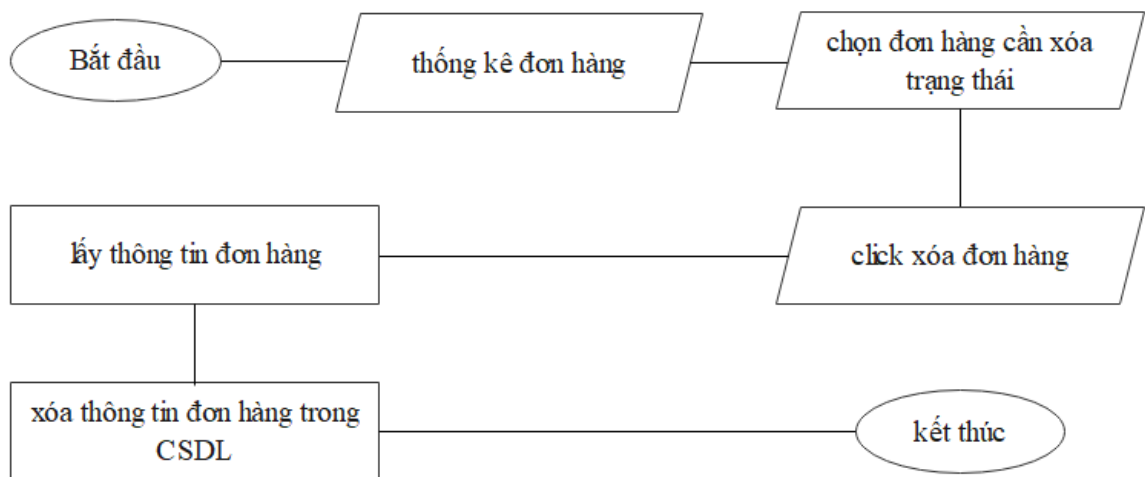 Bắt đầu
thống kê đơn hàng
chọn đơn hàng cần xóa
trạng thái
lấy thông tin đơn hàng
click xóa đơn hàng
xóa thông tin đơn hàng trong
CSDL
kết thúc